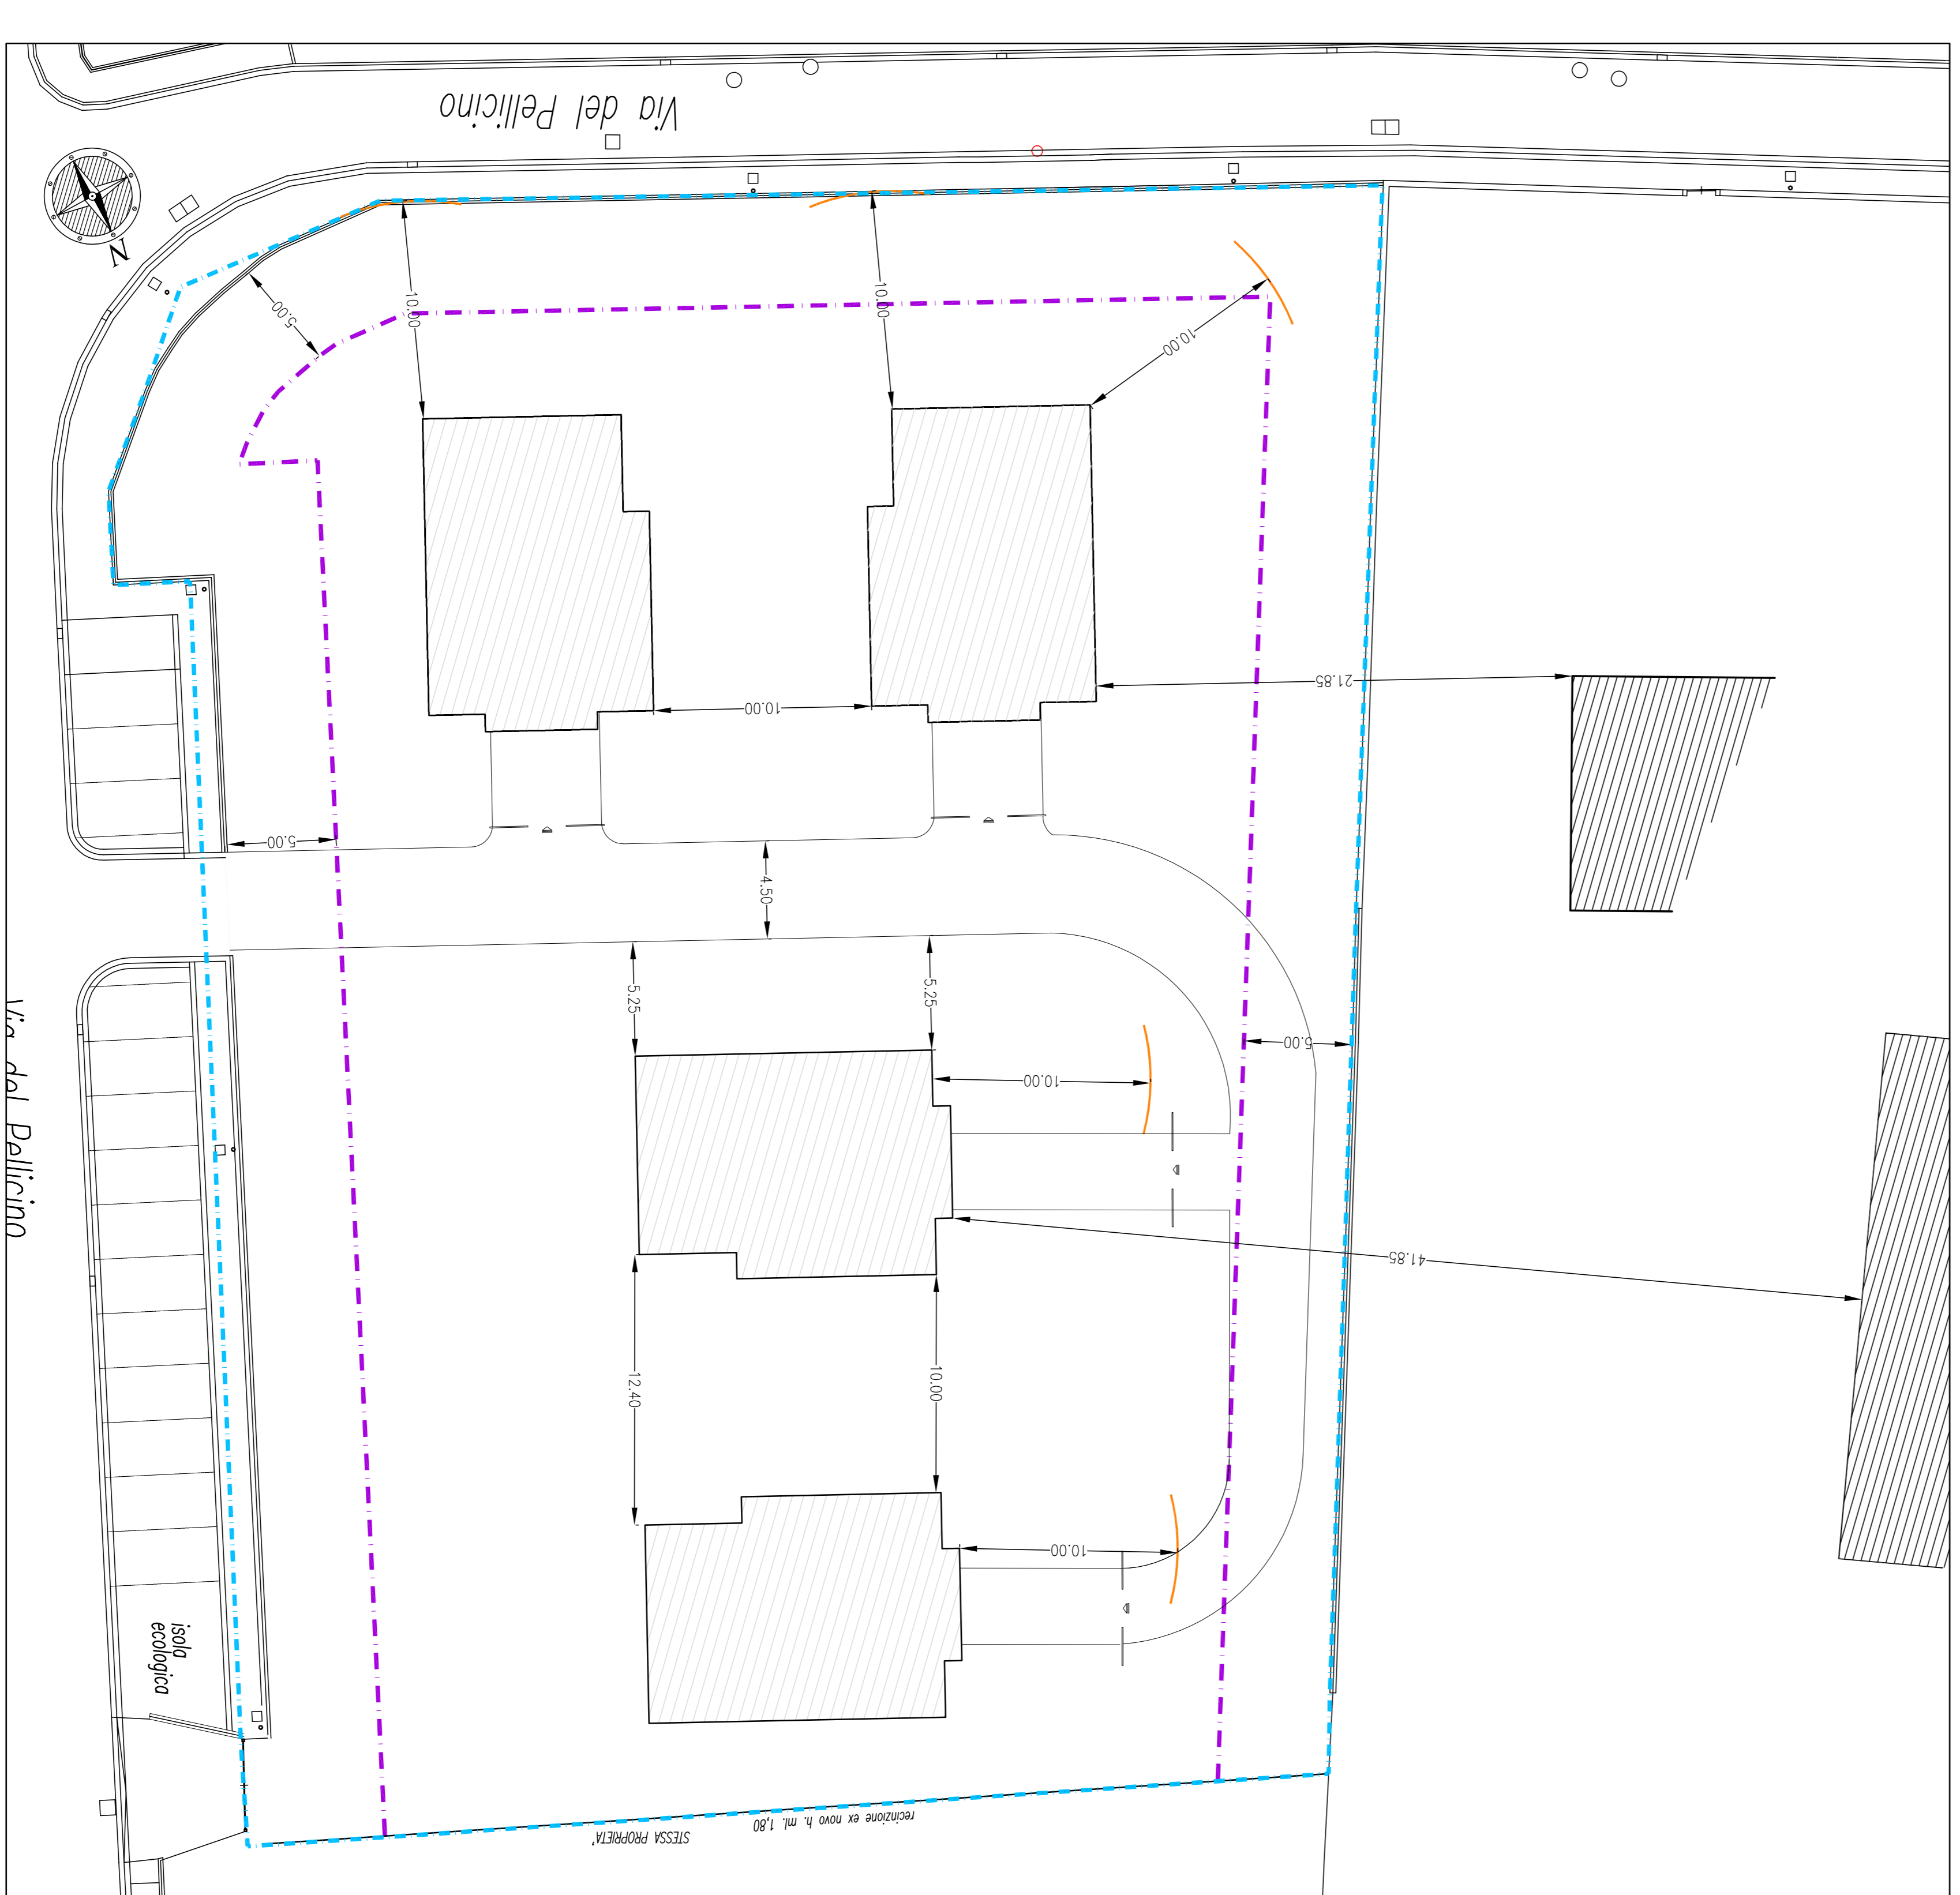 Via del Pellicino
N
10.00
10.00
5.00
10.00
21.85
10.00
5.00
4.50
5.25
5.25
5.00
10.00
Via del Pellicino
41.85
12.40
10.00
10.00
isola
ecologica
recinzione ex novo h. ml. 1,80
STESSA PROPRIETA'